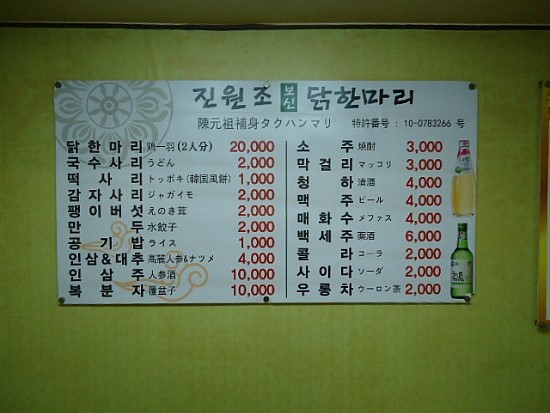 진원조 보신 닭한마리
陳元祖補身タクハンマリ 特許番号 : 10-0783266 号
닭한마리 鶏一羽(2人分) 20,000
국수사리 うどん 2,000
떡사리 トッポキ(韓国風餅) 1,000
감자사리 ジャガイモ 2,000
팽이버섯 えのき茸 2,000
만두 水餃子 2,000
공기밥 ライス 1,000
인삼&대추 高麗人参&ナツメ 4,000
인삼주 人参酒 10,000
복분자 覆盆子 10,000
소주 焼酎 3,000
막걸리 マッコリ 3,000
청하 清酒 4,000
맥주 ビール 4,000
매화수 メファス 4,000
백세주 薬酒 6,000
콜라 コーラ 2,000
사이다 ソーダ 2,000
우롱차 ウーロン茶 2,000